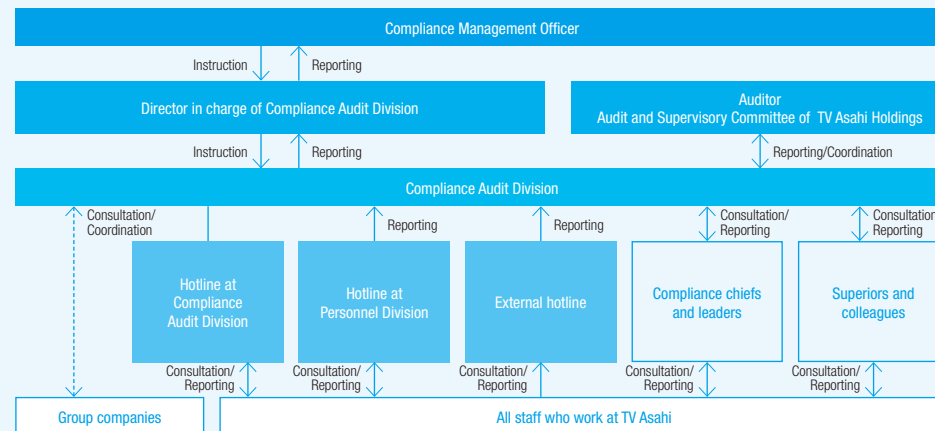 Compliance Management Officer
Instruction
Reporting
Director in charge of Compliance Audit Division
Auditor
Audit and Supervisory Committee of TV Asahi Holdings
Instruction
Reporting
Reporting/Coordination
Compliance Audit Division
Consultation/
Coordination
Reporting
Reporting
Consultation/
Reporting
Consultation
Reporting
Hotline at
Compliance
Audit Division
Hotline at
Personnel Division
External hotline
Compliance chiefs
and leaders
Superiors and
colleagues
Consultation/
Reporting
Consultation/
Reporting
Consultation/
Reporting
Consultation/
Reporting
Consultation/
Reporting
Group companies
All staff who work at TV Asahi